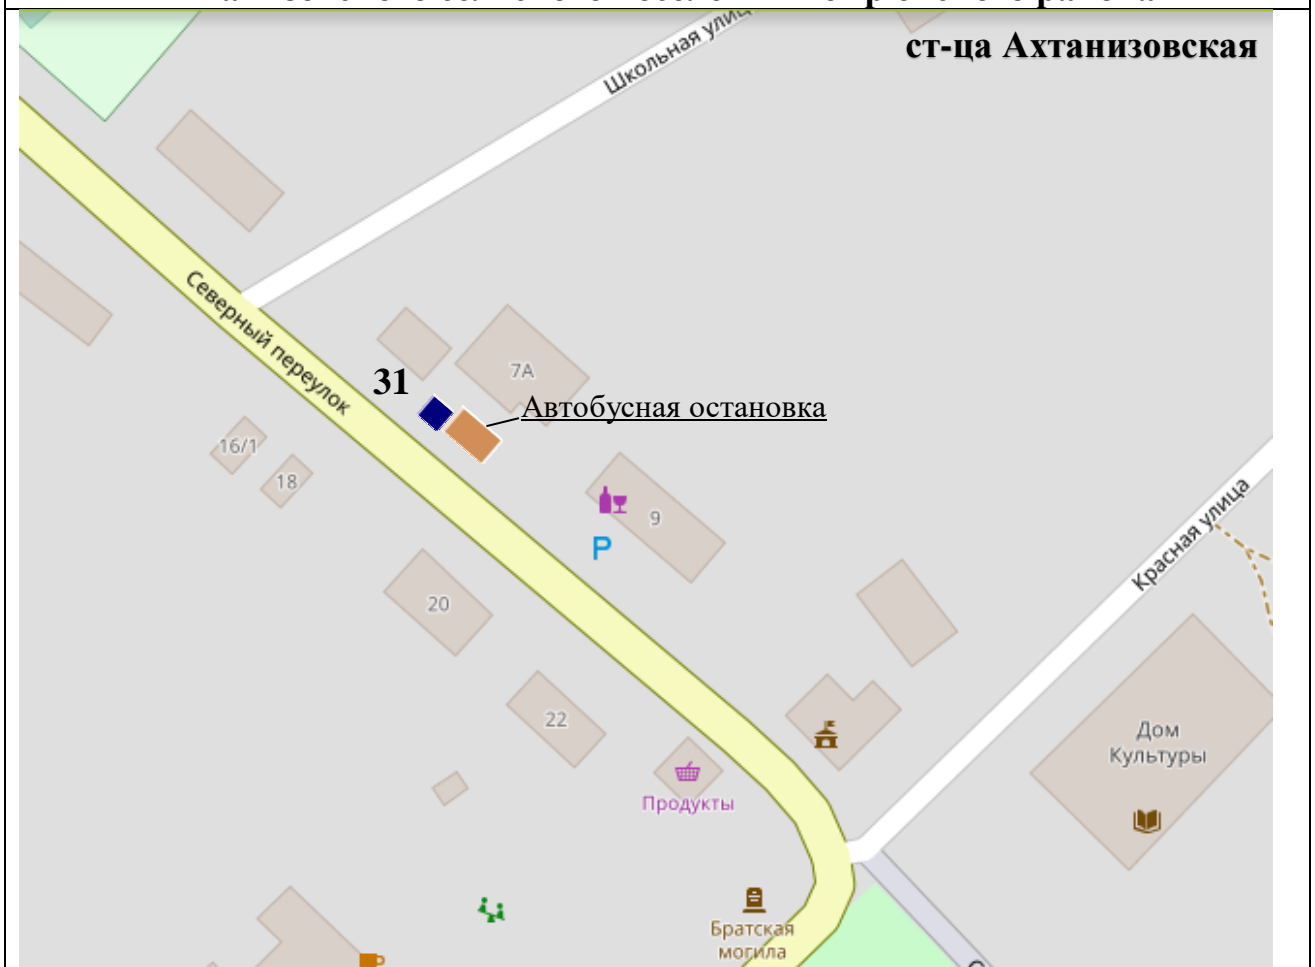 ст-ца Ахтанизовская
Школьная улица
Северный переулок
31
7А
Автобусная остановка
16/1
18
9
P
Красная улица
20
22
Дом
Культуры
Продукты
Братская
могила